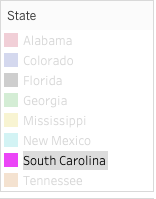 State
Alabama
Colorado
Florida
Georgia
Mississippi
New Mexico
South Carolina
Tennessee